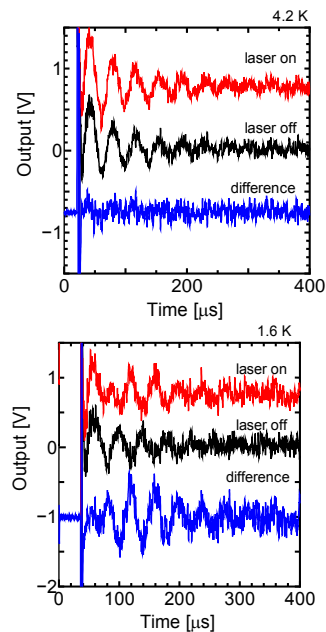 4.2 K
laser on
laser off
difference
1
0
−1
Output [V]
0
200
400
Time [μs]
1.6 K
laser on
laser off
difference
1
0
−1
−2
Output [V]
0
100
200
300
400
Time [μs]